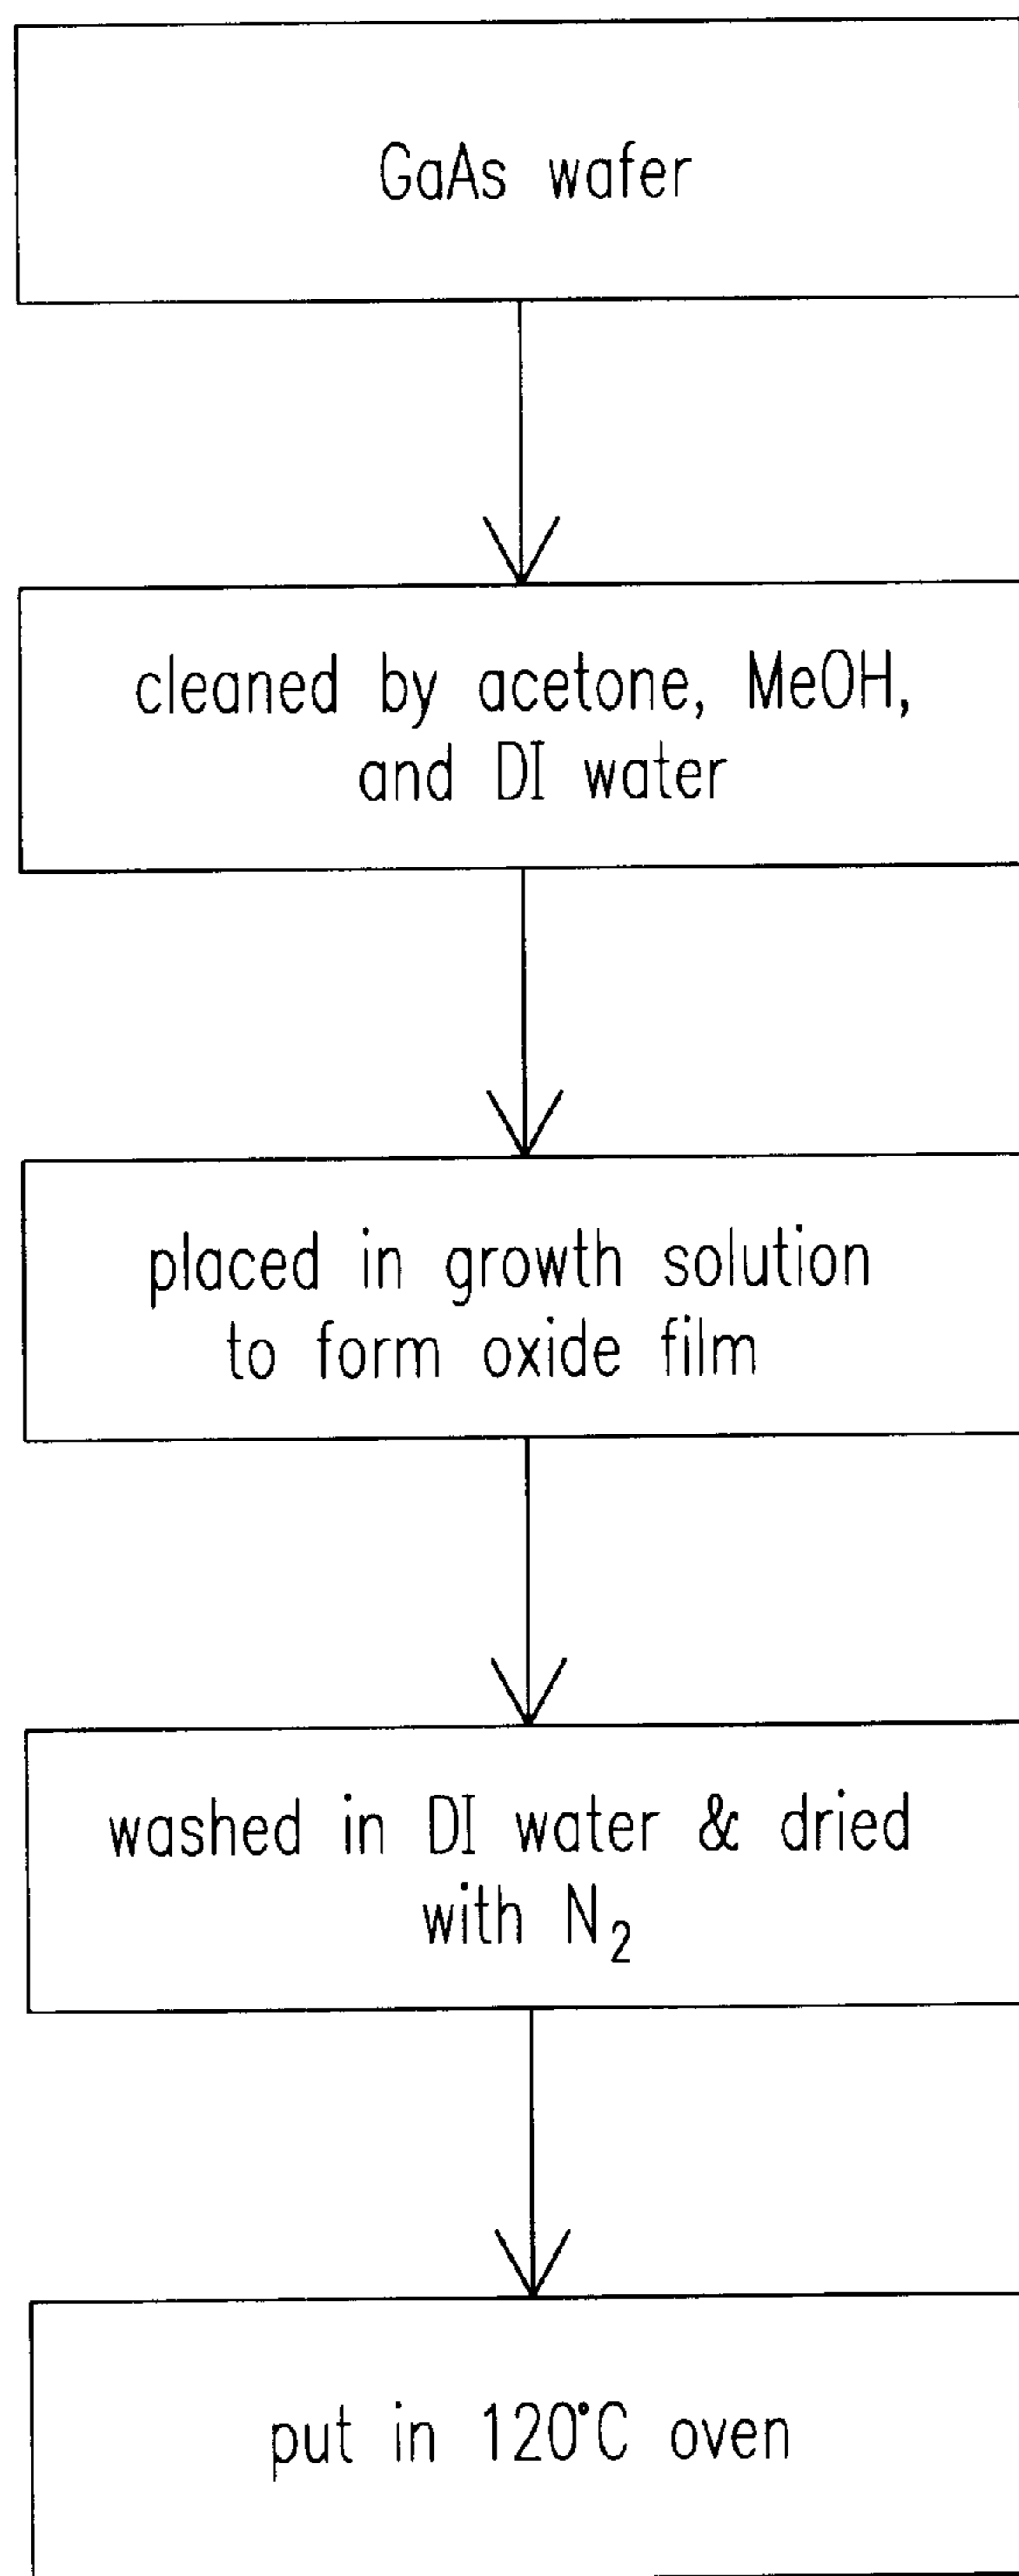 GaAs wafer
cleaned by acetone, MeOH,
and DI water
placed in growth solution
to form oxide film
washed in DI water & dried
with N₂
put in 120°C oven